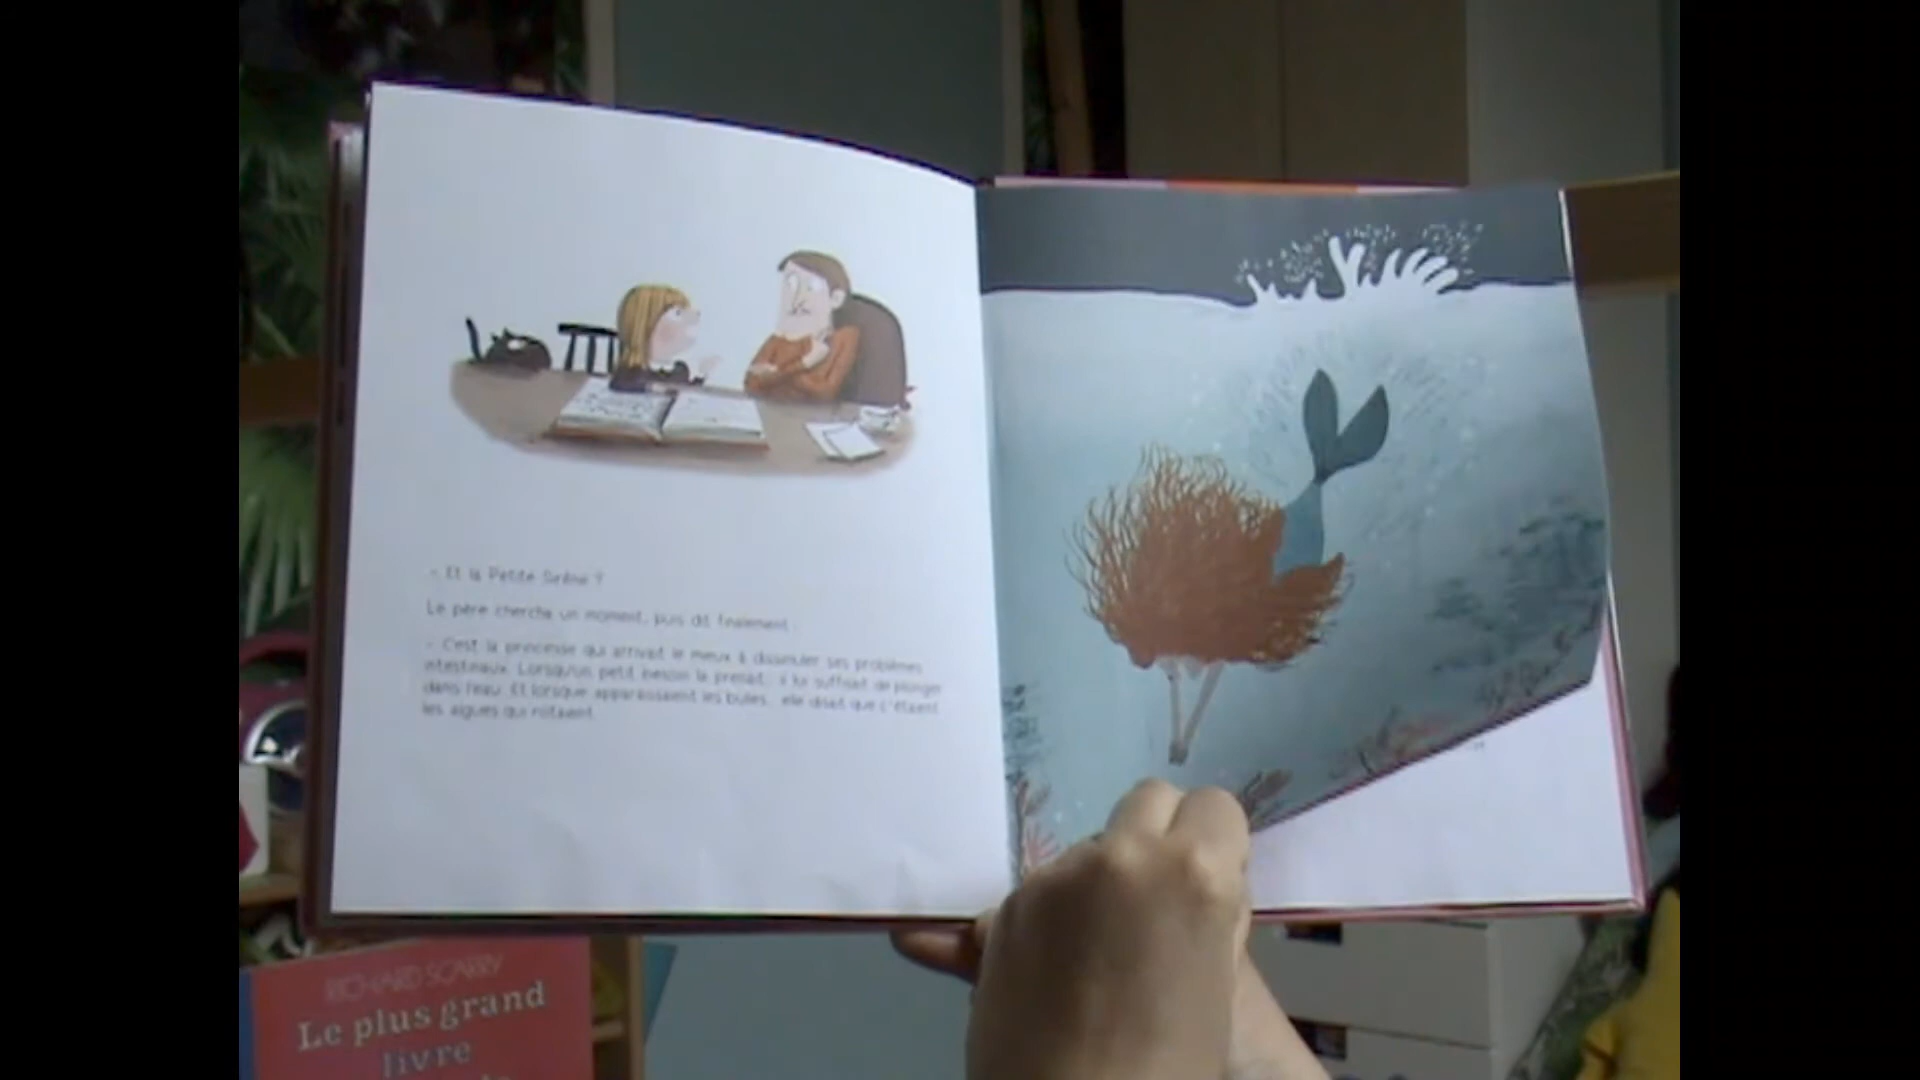 - Et la Petite Sirène ?
Le père chercha un moment, puis dit finalement :
- C'est la princesse qui arrivait le mieux à dissimuler ses problèmes
intestinaux. Lorsqu'un petit besoin la prenait, il lui suffisait de plonger
dans l'eau. Et lorsque apparaissaient les bulles, elle disait que c'étaient
les algues qui rotaient.
RICHARD SCARRY
Le plus grand
livre